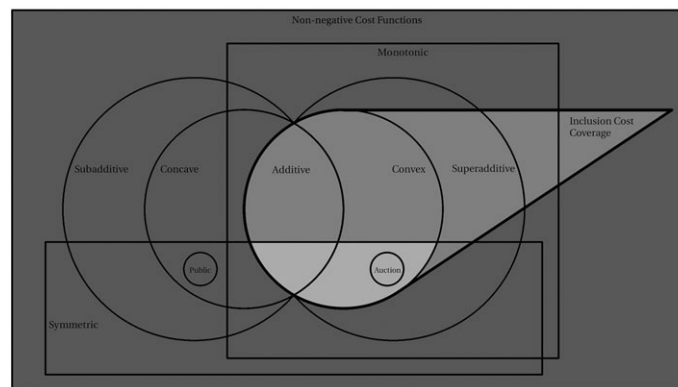 Non-negative Cost Functions
Monotonic
Inclusion Cost
Coverage
Subadditive
Concave
Additive
Convex
Superadditive
Public
Auction
Symmetric